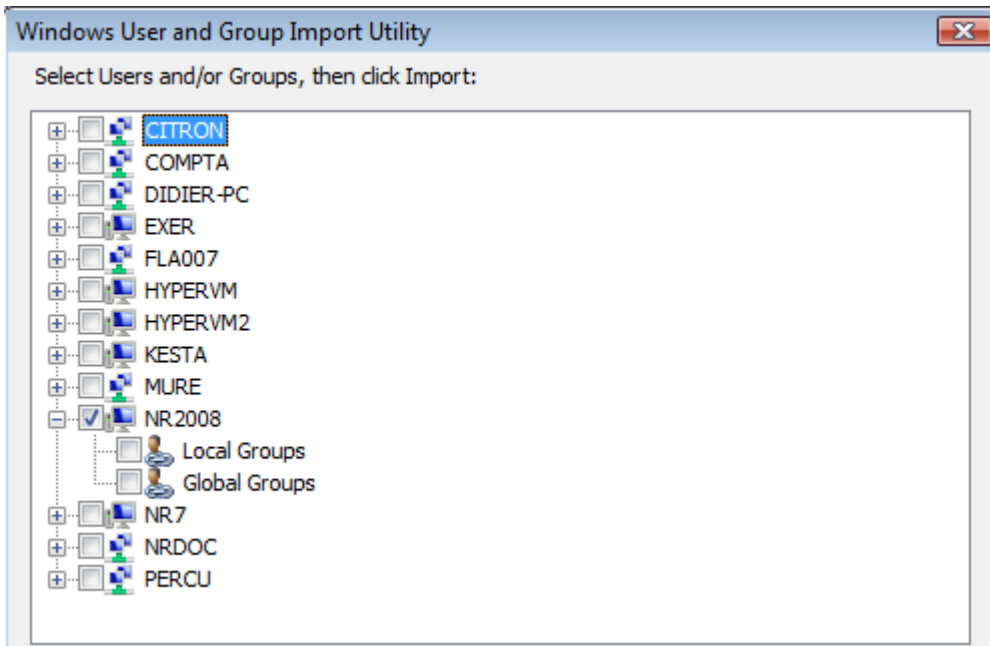 Windows User and Group Import Utility
Select Users and/or Groups, then click Import:
CITRON
COMPTA
DIDIER-PC
EXER
FLA007
HYPERVM
HYPERVM2
KESTA
MURE
NR2008
Local Groups
Global Groups
NR7
NRDOC
PERCU